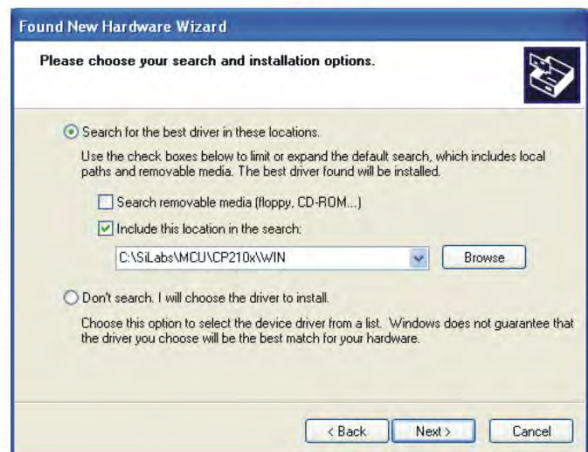 Found New Hardware Wizard
Please choose your search and installation options.
Search for the best driver in these locations.
Use the check boxes below to limit or expand the default search, which includes local
paths and removable media. The best driver found will be installed.
Search removable media (floppy, CD-ROM...)
Include this location in the search:
C:\SiLabs\MCU\CP210x\WIN
Browse
Don't search. I will choose the driver to install.
Choose this option to select the device driver from a list. Windows does not guarantee that
the driver you choose will be the best match for your hardware.
< Back Next > Cancel